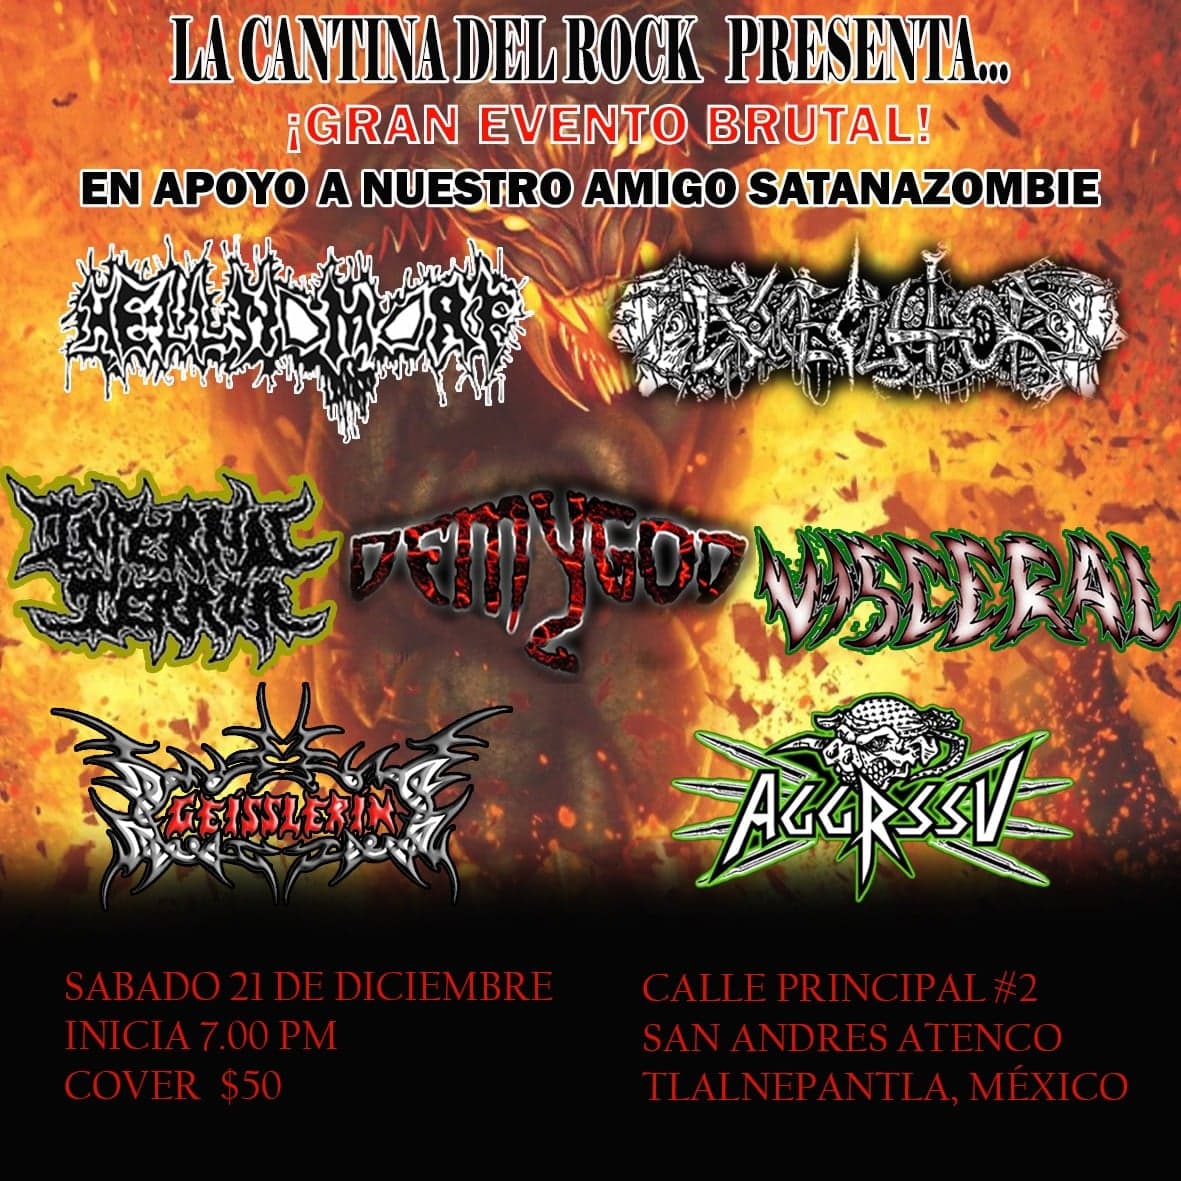 LA CANTINA DEL ROCK PRESENTA...
¡GRAN EVENTO BRUTAL!
EN APOYO A NUESTRO AMIGO SATANAZOMBIE
INTERNAL
TERROR
DEMYGOD
VISCERAL
GEISSLERIN
AGGRSSV
SABADO 21 DE DICIEMBRE
INICIA 7.00 PM
COVER $50
CALLE PRINCIPAL #2
SAN ANDRES ATENCO
TLALNEPANTLA, MÉXICO